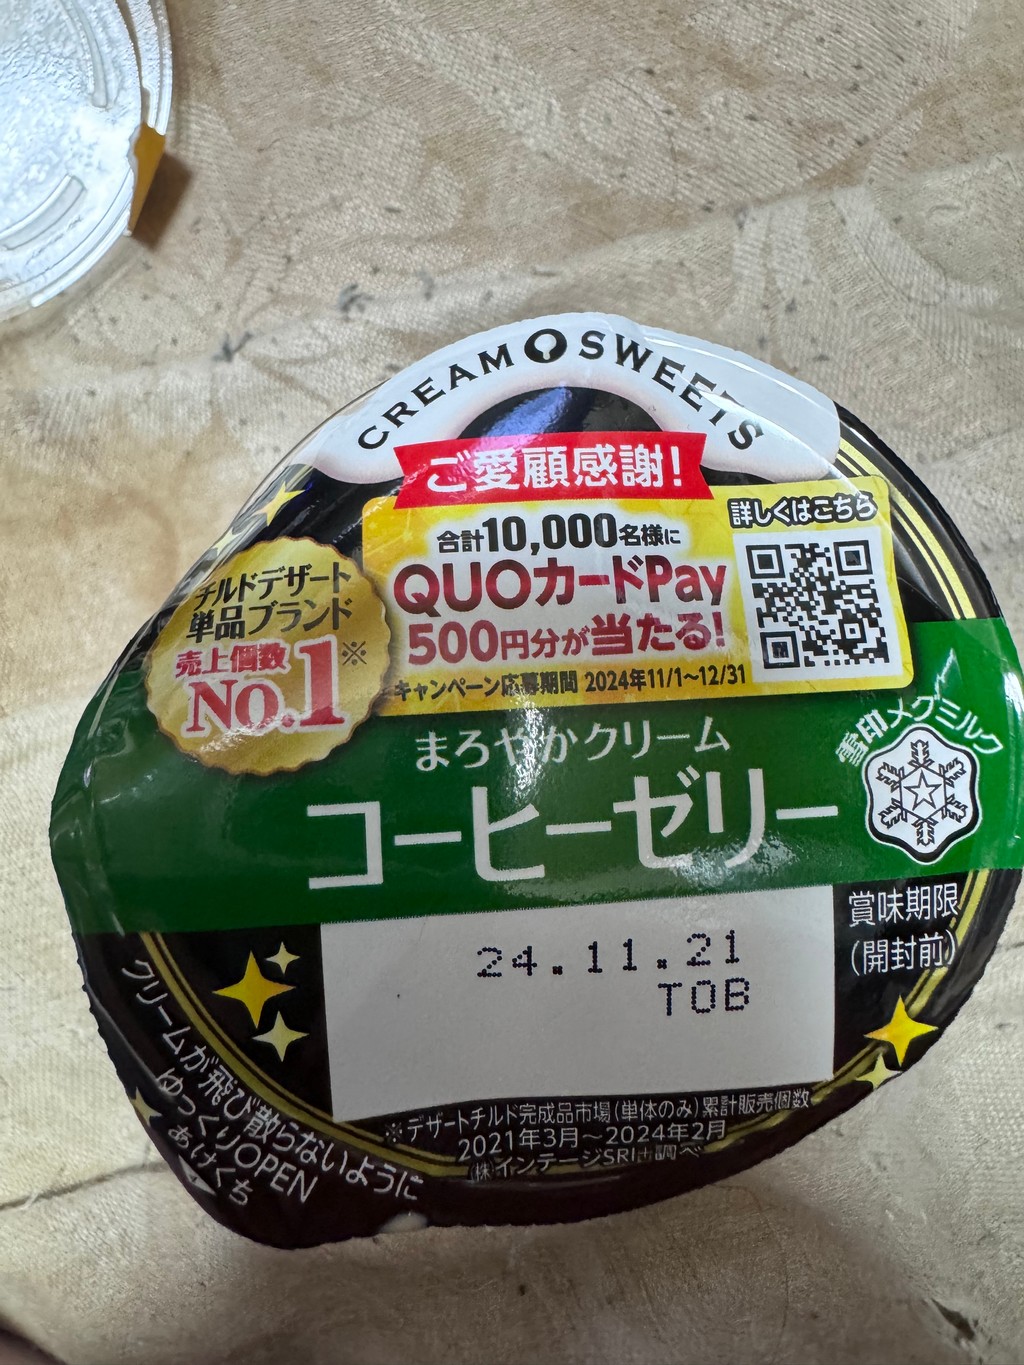 CREAM SWEETS
ご愛顧感謝!
合計10,000名様に
QUOカードPay
500円分が当たる!
キャンペーン応募期間 2024年11/1~12/31
詳しくはこちら
チルドデザート
単品ブランド
売上個数※
No.1
まろやかクリーム
コーヒーゼリー
雪印メグミルク
賞味期限
(開封前)
24.11.21
TOB
クリームが飛び散らないように
ゆっくりOPEN
あけくち
※デザートチルド完成品市場(単体のみ)累計販売個数
2021年3月~2024年2月
㈱インテージSRI+調べ